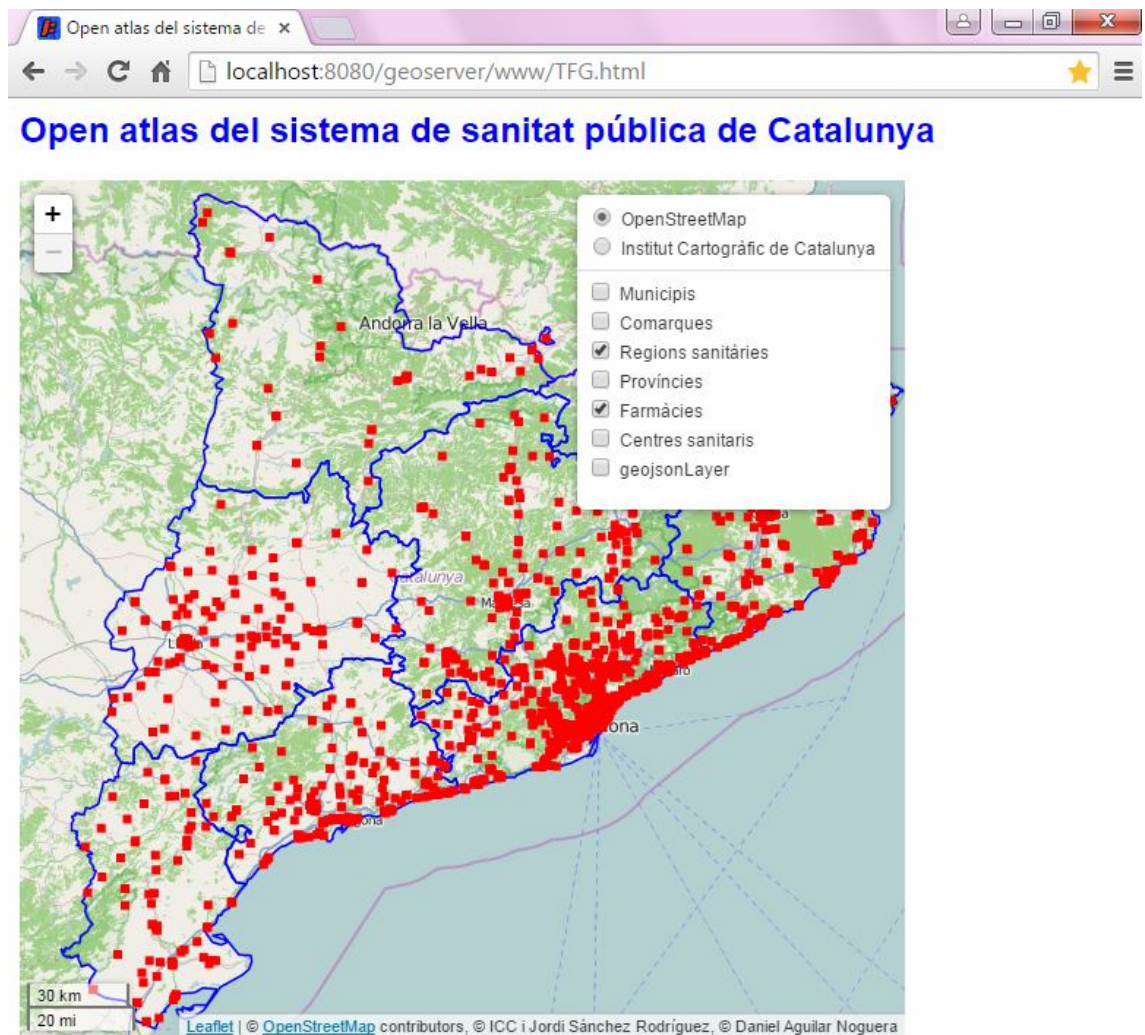 Open atlas del sistema de
localhost:8080/geoserver/www/TFG.html
Open atlas del sistema de sanitat pública de Catalunya
+
−
OpenStreetMap
Institut Cartogràfic de Catalunya
Municipis
Comarques
Regions sanitàries
Províncies
Farmàcies
Centres sanitaris
geojsonLayer
Andorra la Vella
Catalunya
30 km
20 mi
Leaflet | © OpenStreetMap contributors, © ICC i Jordi Sánchez Rodríguez, © Daniel Aguilar Noguera